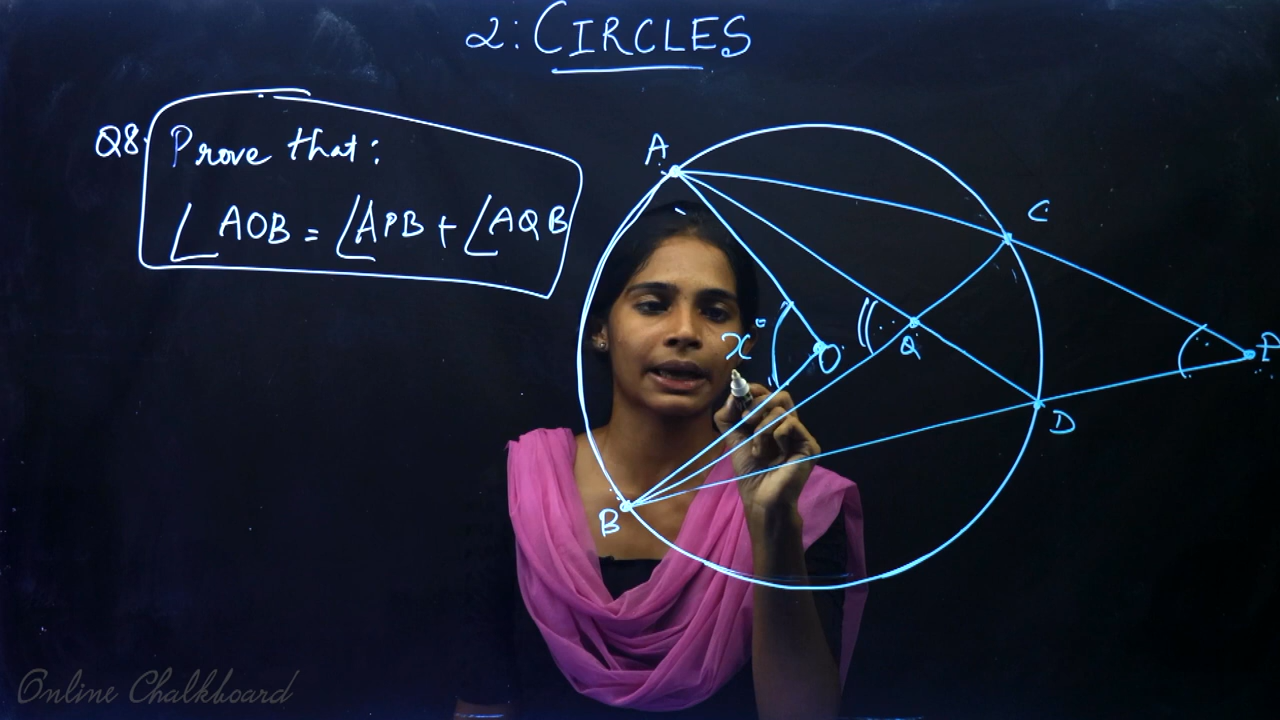 2: CIRCLES
Q8. Prove that:
∠AOB = ∠APB + ∠AQB
A
C
x°
O
Q
P
D
B
Online Chalkboard